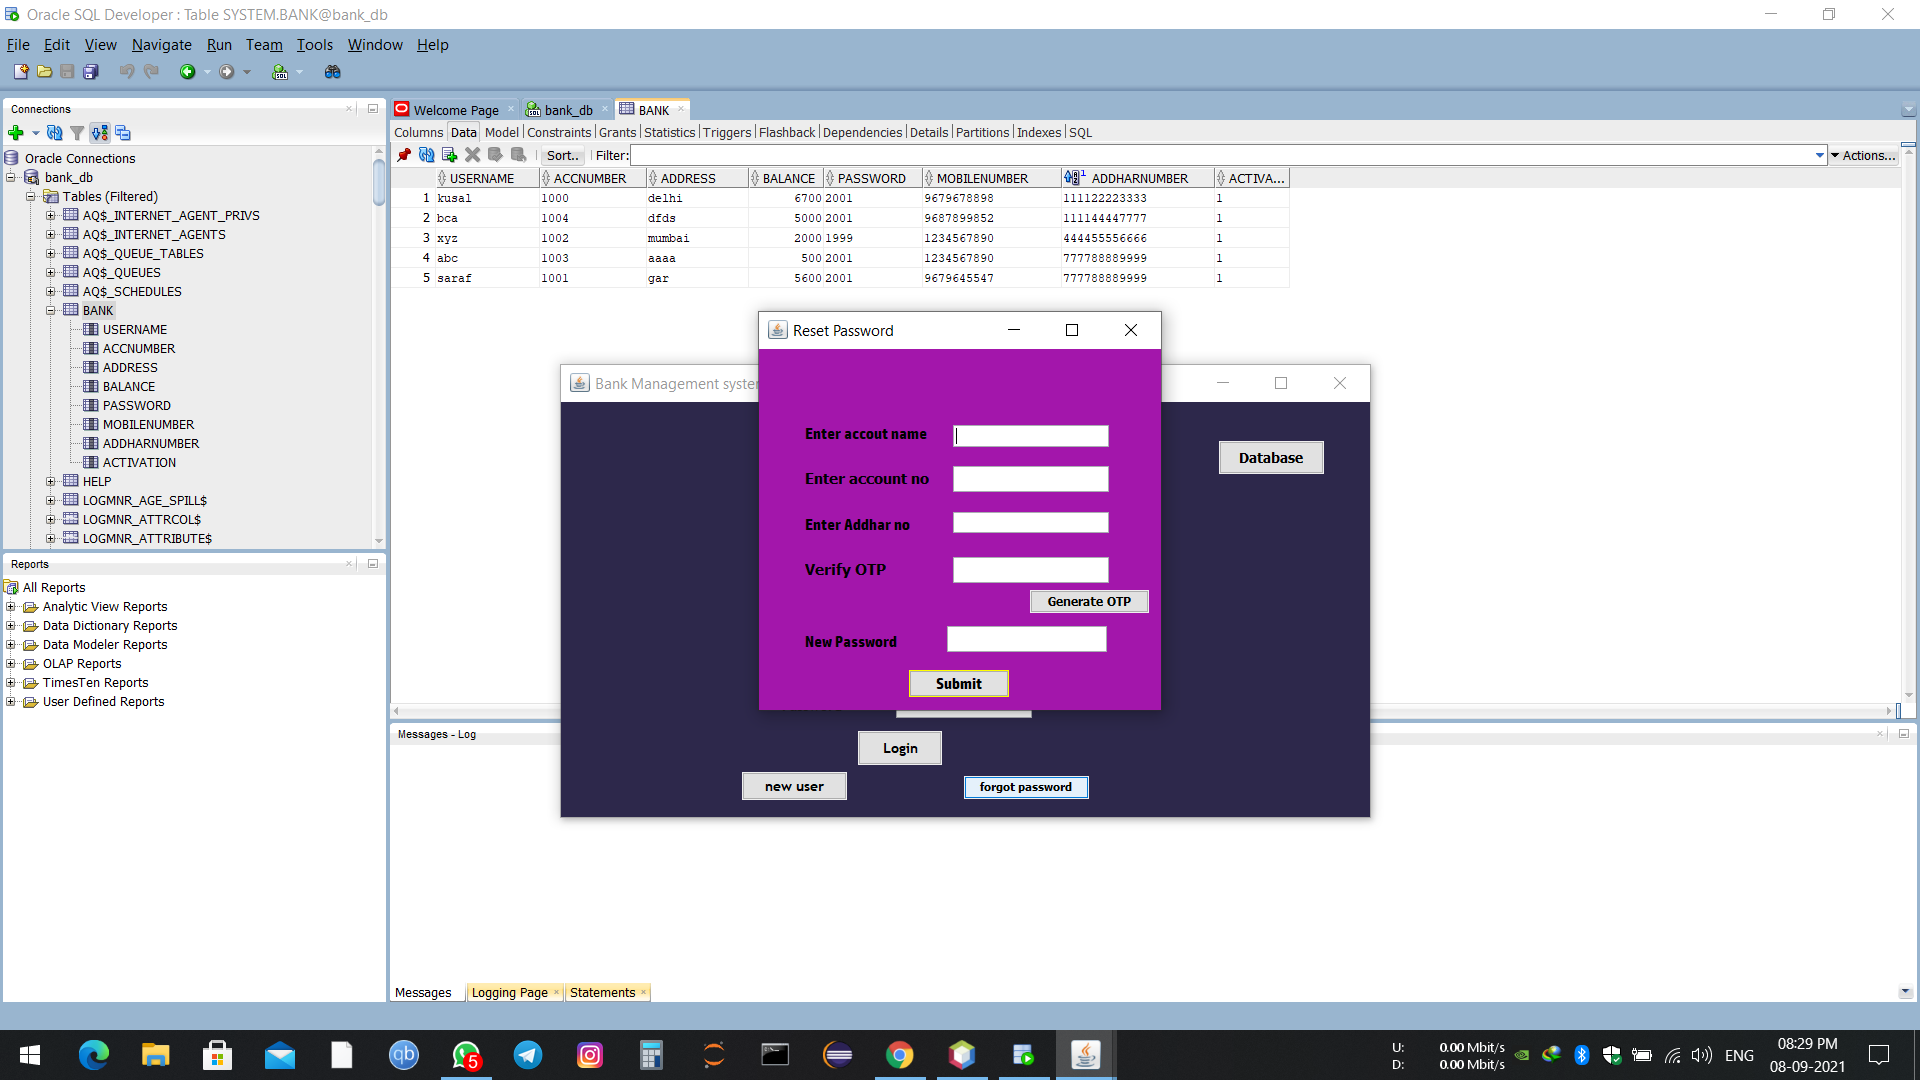 Oracle SQL Developer : Table SYSTEM.BANK@bank_db
File Edit View Navigate Run Team Tools Window Help
Connections
Oracle Connections
bank_db
Tables (Filtered)
AQ$_INTERNET_AGENT_PRIVS
AQ$_INTERNET_AGENTS
AQ$_QUEUE_TABLES
AQ$_QUEUES
AQ$_SCHEDULES
BANK
USERNAME
ACCNUMBER
ADDRESS
BALANCE
PASSWORD
MOBILENUMBER
ADDHARNUMBER
ACTIVATION
HELP
LOGMNR_AGE_SPILL$
LOGMNR_ATTRCOL$
LOGMNR_ATTRIBUTE$
Reports
All Reports
Analytic View Reports
Data Dictionary Reports
Data Modeler Reports
OLAP Reports
TimesTen Reports
User Defined Reports
Welcome Page bank_db BANK
Columns Data Model Constraints Grants Statistics Triggers Flashback Dependencies Details Partitions Indexes SQL
Sort.. Filter: Actions...
USERNAME ACCNUMBER ADDRESS BALANCE PASSWORD MOBILENUMBER ADDHARNUMBER ACTIVA...
1 kusal 1000 delhi 6700 2001 9679678898 111122223333 1
2 bca 1004 dfds 5000 2001 9687899852 111144447777 1
3 xyz 1002 mumbai 2000 1999 1234567890 444455556666 1
4 abc 1003 aaaa 500 2001 1234567890 777788889999 1
5 saraf 1001 gar 5600 2001 9679645547 777788889999 1
Reset Password
Enter accout name
Enter account no
Enter Addhar no
Verify OTP
Generate OTP
New Password
Submit
Bank Management syste
Database
Login
new user
forgot password
Messages - Log
Messages Logging Page Statements
U: 0.00 Mbit/s
D: 0.00 Mbit/s
ENG
08:29 PM
08-09-2021
qb
5